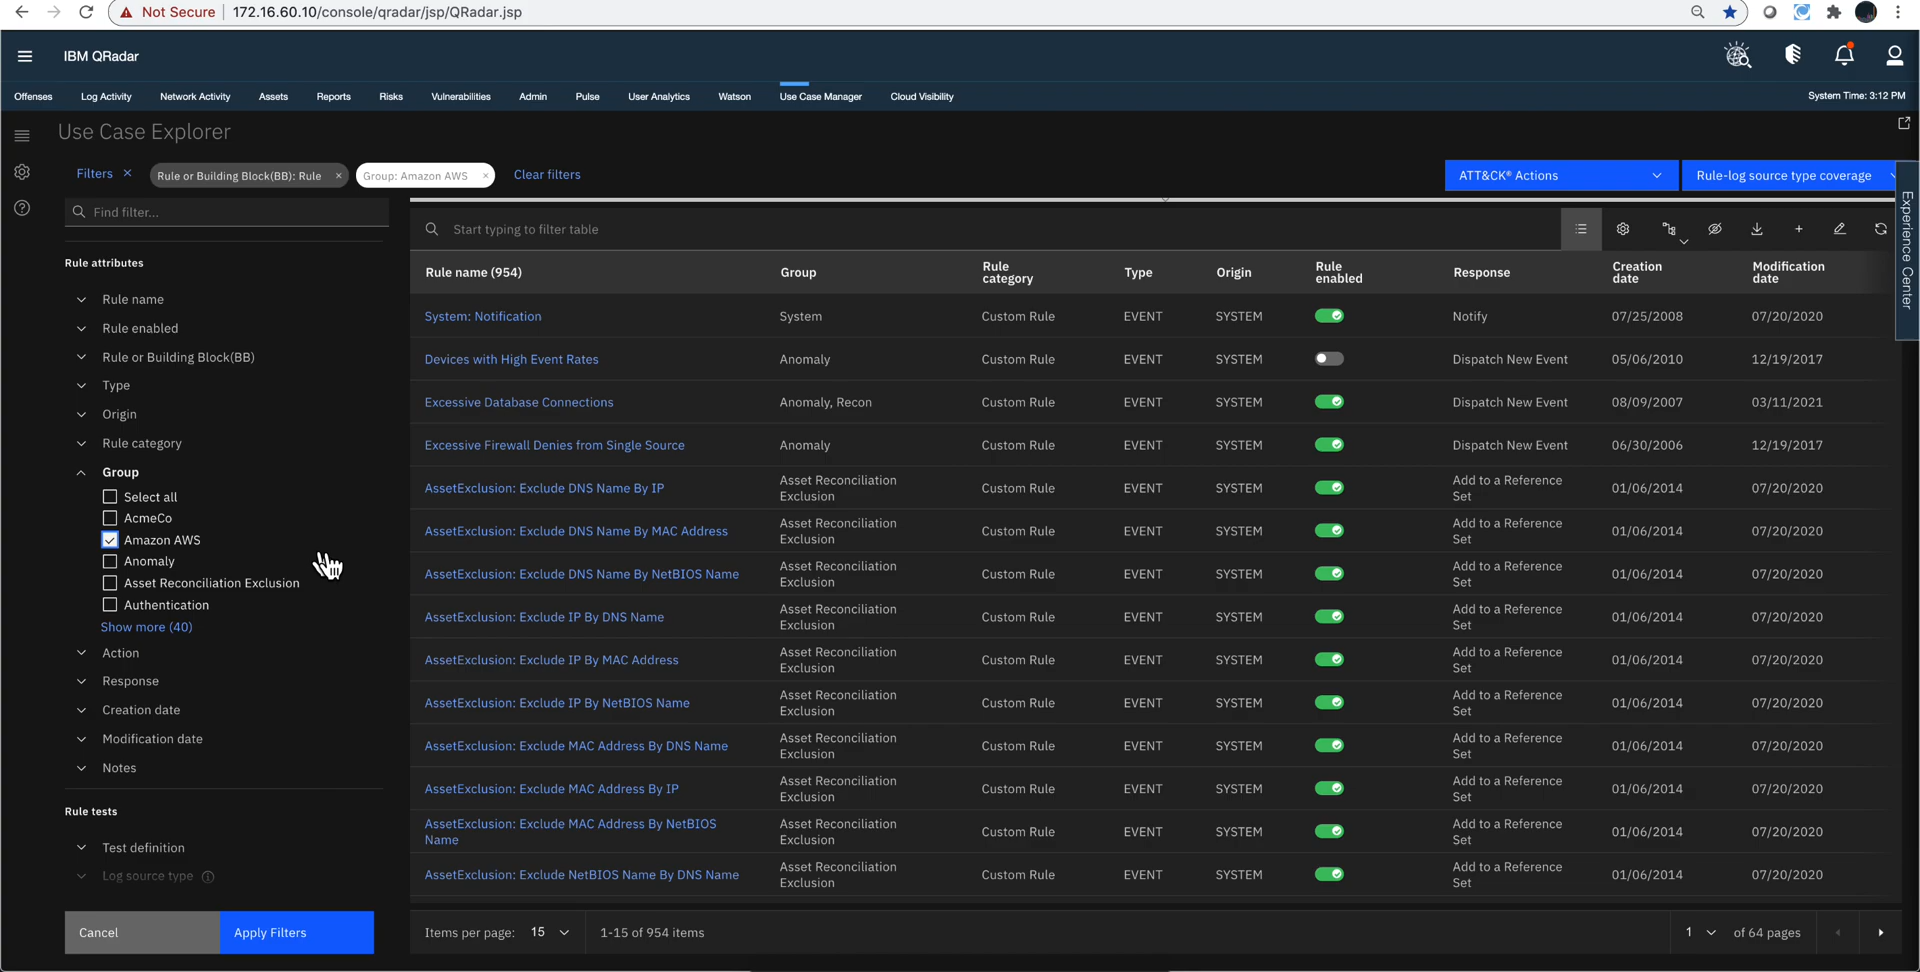 Not Secure 172.16.60.10/console/qradar/jsp/QRadar.jsp
IBM QRadar
Offenses Log Activity Network Activity Assets Reports Risks Vulnerabilities Admin Pulse User Analytics Watson Use Case Manager Cloud Visibility System Time: 3:12 PM
Use Case Explorer
Filters × Rule or Building Block(BB): Rule × Group: Amazon AWS × Clear filters ATT&CK® Actions Rule-log source type coverage
Experience Center
Find filter...
Rule attributes
Rule name
Rule enabled
Rule or Building Block(BB)
Type
Origin
Rule category
Group
Select all
AcmeCo
Amazon AWS
Anomaly
Asset Reconciliation Exclusion
Authentication
Show more (40)
Action
Response
Creation date
Modification date
Notes
Rule tests
Test definition
Log source type
Cancel Apply Filters
Start typing to filter table
Rule name (954) Group Rule category Type Origin Rule enabled Response Creation date Modification date
System: Notification System Custom Rule EVENT SYSTEM Notify 07/25/2008 07/20/2020
Devices with High Event Rates Anomaly Custom Rule EVENT SYSTEM Dispatch New Event 05/06/2010 12/19/2017
Excessive Database Connections Anomaly, Recon Custom Rule EVENT SYSTEM Dispatch New Event 08/09/2007 03/11/2021
Excessive Firewall Denies from Single Source Anomaly Custom Rule EVENT SYSTEM Dispatch New Event 06/30/2006 12/19/2017
AssetExclusion: Exclude DNS Name By IP Asset Reconciliation Exclusion Custom Rule EVENT SYSTEM Add to a Reference Set 01/06/2014 07/20/2020
AssetExclusion: Exclude DNS Name By MAC Address Asset Reconciliation Exclusion Custom Rule EVENT SYSTEM Add to a Reference Set 01/06/2014 07/20/2020
AssetExclusion: Exclude DNS Name By NetBIOS Name Asset Reconciliation Exclusion Custom Rule EVENT SYSTEM Add to a Reference Set 01/06/2014 07/20/2020
AssetExclusion: Exclude IP By DNS Name Asset Reconciliation Exclusion Custom Rule EVENT SYSTEM Add to a Reference Set 01/06/2014 07/20/2020
AssetExclusion: Exclude IP By MAC Address Asset Reconciliation Exclusion Custom Rule EVENT SYSTEM Add to a Reference Set 01/06/2014 07/20/2020
AssetExclusion: Exclude IP By NetBIOS Name Asset Reconciliation Exclusion Custom Rule EVENT SYSTEM Add to a Reference Set 01/06/2014 07/20/2020
AssetExclusion: Exclude MAC Address By DNS Name Asset Reconciliation Exclusion Custom Rule EVENT SYSTEM Add to a Reference Set 01/06/2014 07/20/2020
AssetExclusion: Exclude MAC Address By IP Asset Reconciliation Exclusion Custom Rule EVENT SYSTEM Add to a Reference Set 01/06/2014 07/20/2020
AssetExclusion: Exclude MAC Address By NetBIOS Name Asset Reconciliation Exclusion Custom Rule EVENT SYSTEM Add to a Reference Set 01/06/2014 07/20/2020
AssetExclusion: Exclude NetBIOS Name By DNS Name Asset Reconciliation Exclusion Custom Rule EVENT SYSTEM Add to a Reference Set 01/06/2014 07/20/2020
Items per page: 15 1-15 of 954 items 1 of 64 pages